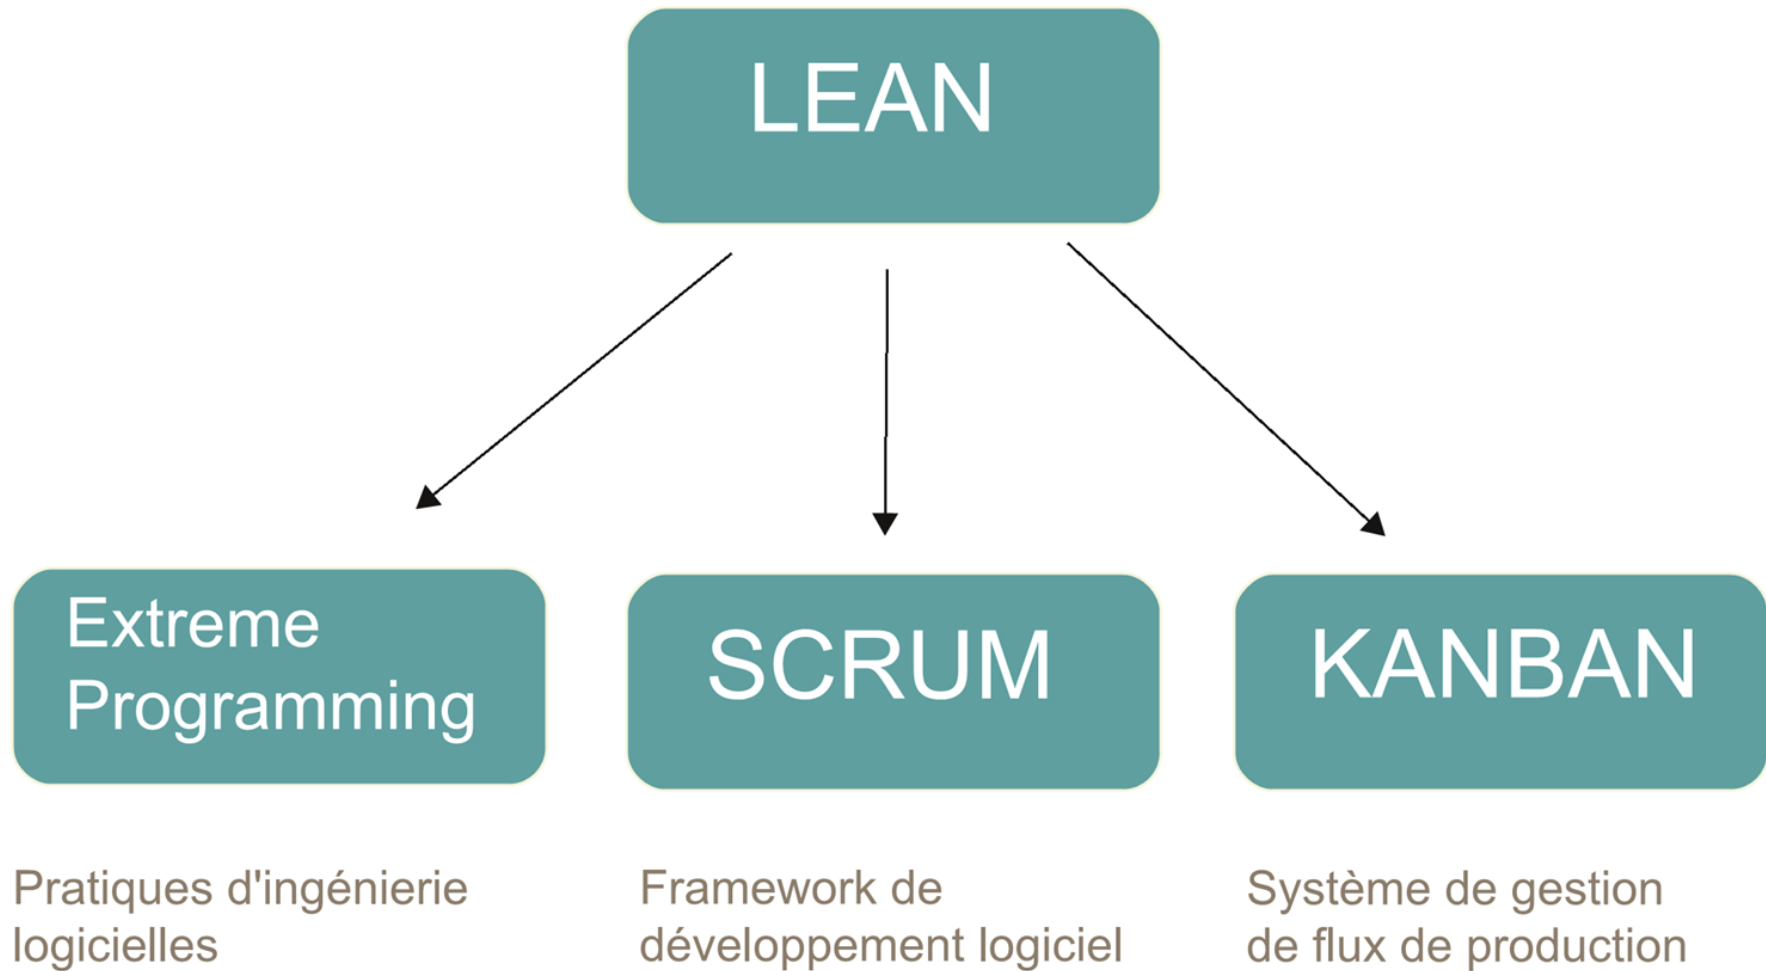 LEAN
Extreme
Programming
SCRUM
KANBAN
Pratiques d'ingénierie
logicielles
Framework de
développement logiciel
Système de gestion
de flux de production